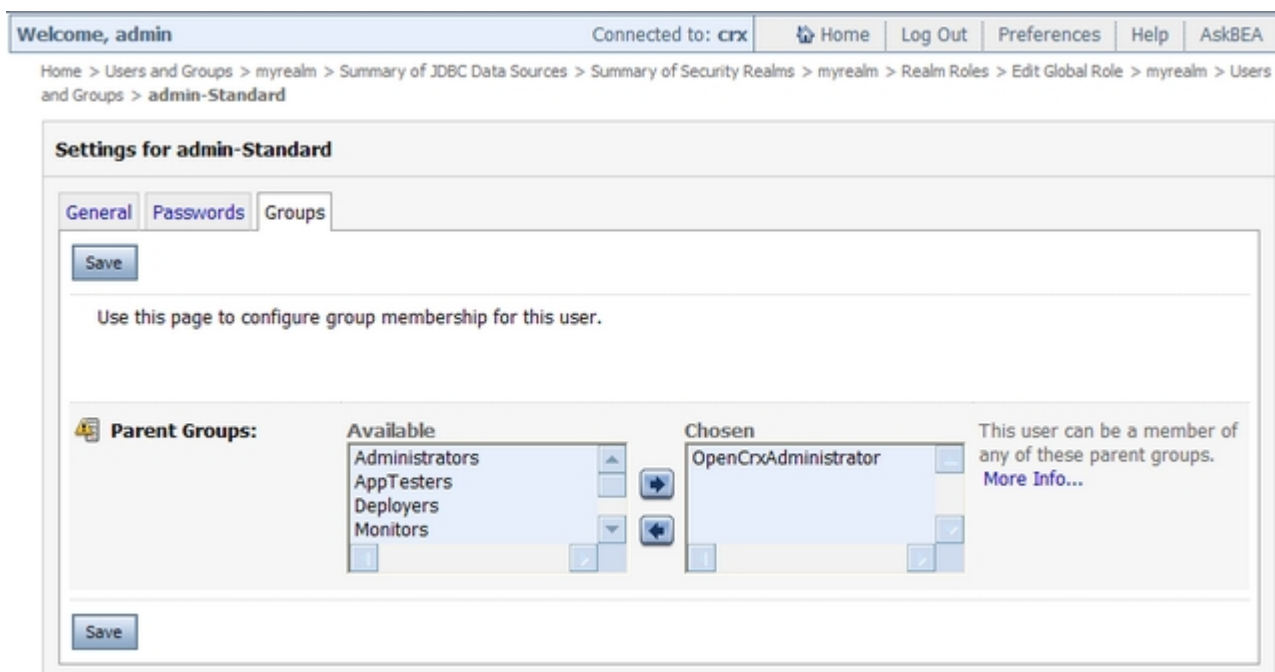 Welcome, admin Connected to: crx Home Log Out Preferences Help AskBEA
Home > Users and Groups > myrealm > Summary of JDBC Data Sources > Summary of Security Realms > myrealm > Realm Roles > Edit Global Role > myrealm > Users
and Groups > admin-Standard
Settings for admin-Standard
General Passwords Groups
Save
Use this page to configure group membership for this user.
Parent Groups:
Available
Administrators
AppTesters
Deployers
Monitors
Chosen
OpenCrxAdministrator
This user can be a member of
any of these parent groups.
More Info...
Save